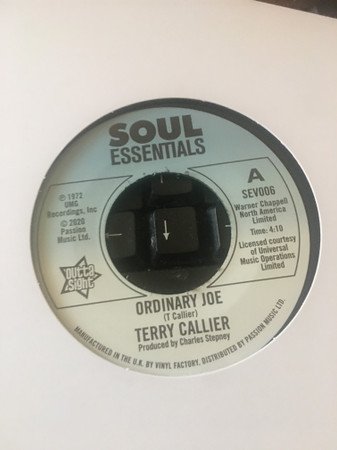 SOUL
ESSENTIALS
℗ 1972
UMG
Recordings, Inc
© 2020
Passion
Music Ltd.
A
SEV006
Warner Chappell
North America
Limited
Time: 4:10
Licensed courtesy
of Universal
Music Operations
Limited
outta
sight
ORDINARY JOE
(T Callier)
TERRY CALLIER
Produced by Charles Stepney
MANUFACTURED IN THE U.K. BY VINYL FACTORY. DISTRIBUTED BY PASSION MUSIC LTD.